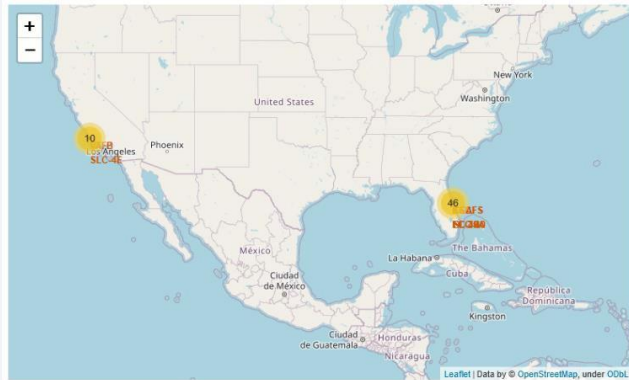 +
−
New York
Washington
United States
10
Los Angeles
SLC-4E
Phoenix
46
The Bahamas
La Habana
Cuba
México
Ciudad
de México
República
Dominicana
Kingston
Ciudad
de Guatemala
Honduras
Nicaragua
Leaflet | Data by © OpenStreetMap, under ODbL